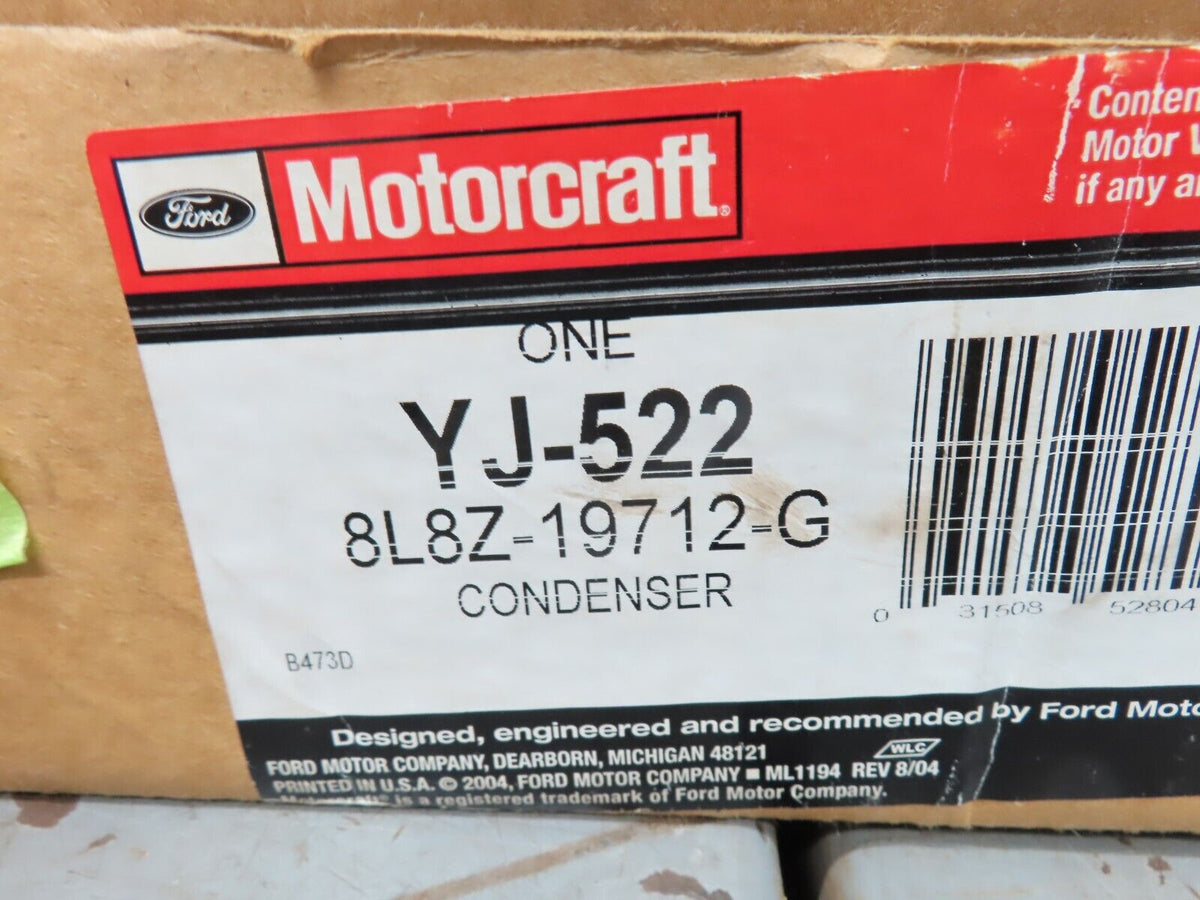 Ford Motorcraft®
Conten
Motor V
if any a
ONE
YJ-522
8L8Z-19712-G
CONDENSER
0 31508 52804
B473D
Designed, engineered and recommended by Ford Moto
FORD MOTOR COMPANY, DEARBORN, MICHIGAN 48121
WLC
PRINTED IN U.S.A. © 2004, FORD MOTOR COMPANY ■ ML1194 REV 8/04
Motorcraft® is a registered trademark of Ford Motor Company.